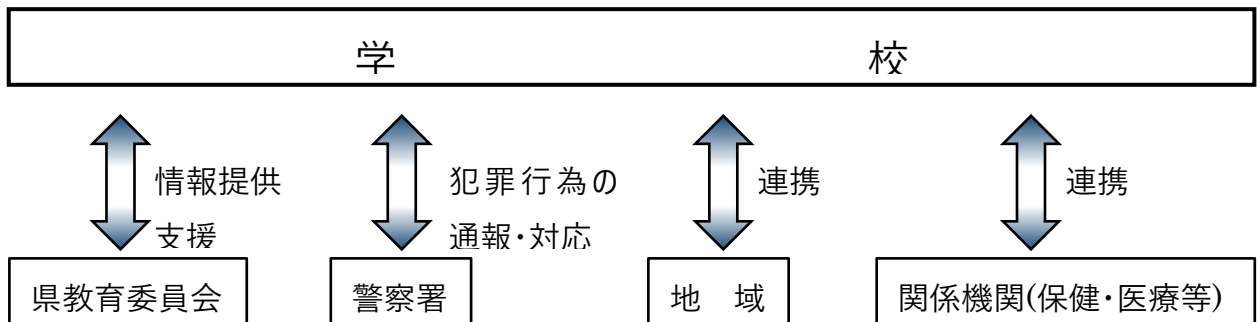 学 校
情報提供
支援
犯罪行為の
通報・対応
連携
連携
県教育委員会
警察署
地 域
関係機関(保健・医療等)